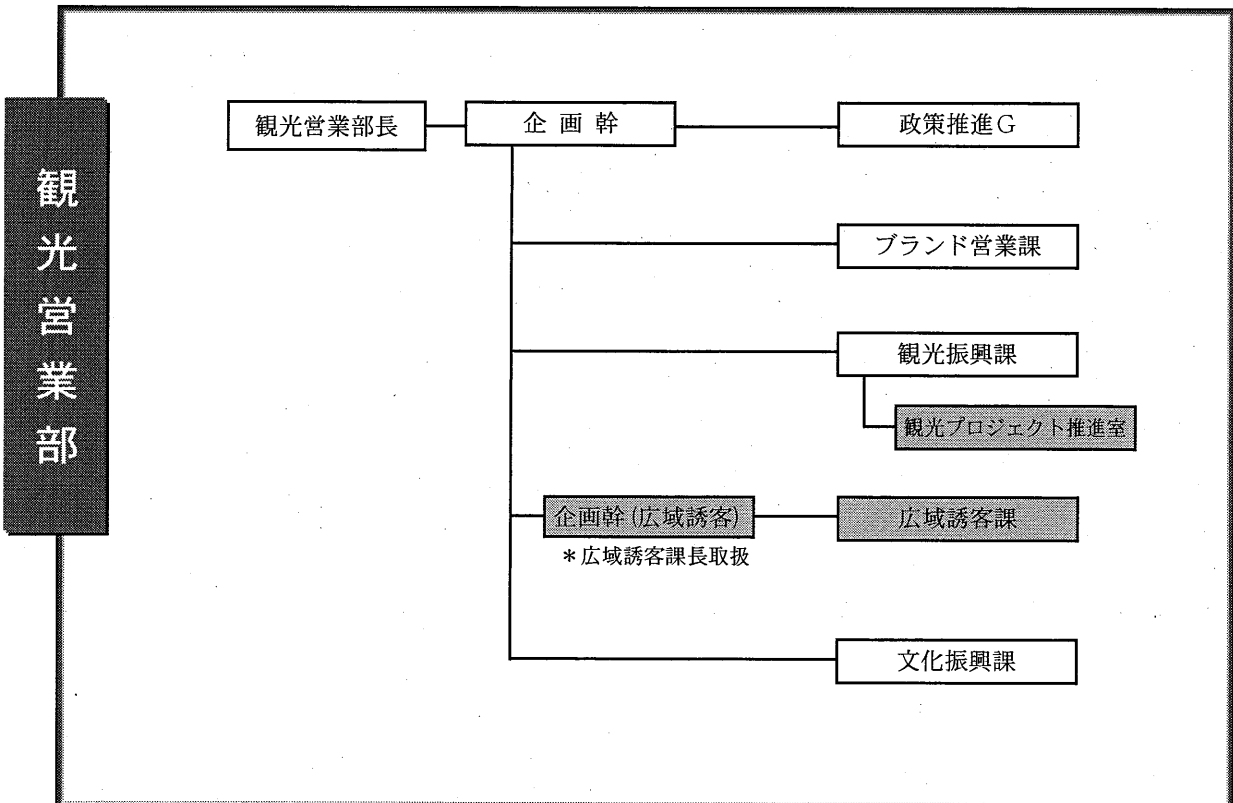 観光営業部
観光営業部長
企画幹
政策推進G
ブランド営業課
観光振興課
観光プロジェクト推進室
企画幹(広域誘客)
広域誘客課
*広域誘客課長取扱
文化振興課